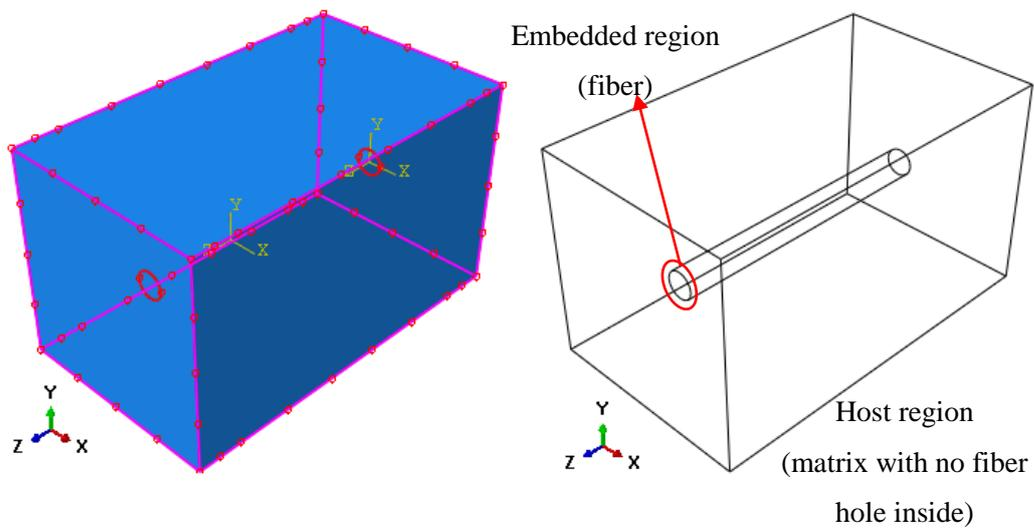 Embedded region
(fiber)
Y
X
Z
Y
X
Z
Y
Z
X
Y
Z
X
Host region
(matrix with no fiber
hole inside)